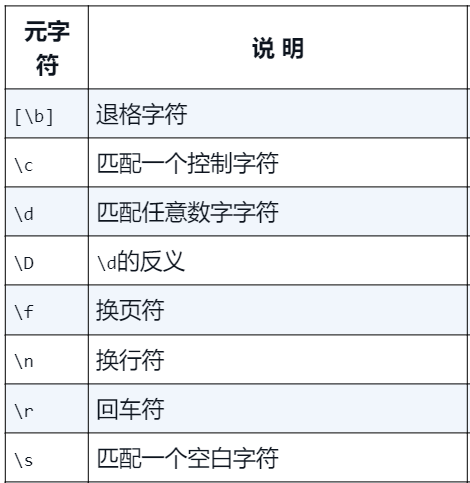 元字符 说 明
[\b] 退格字符
\c 匹配一个控制字符
\d 匹配任意数字字符
\D \d的反义
\f 换页符
\n 换行符
\r 回车符
\s 匹配一个空白字符